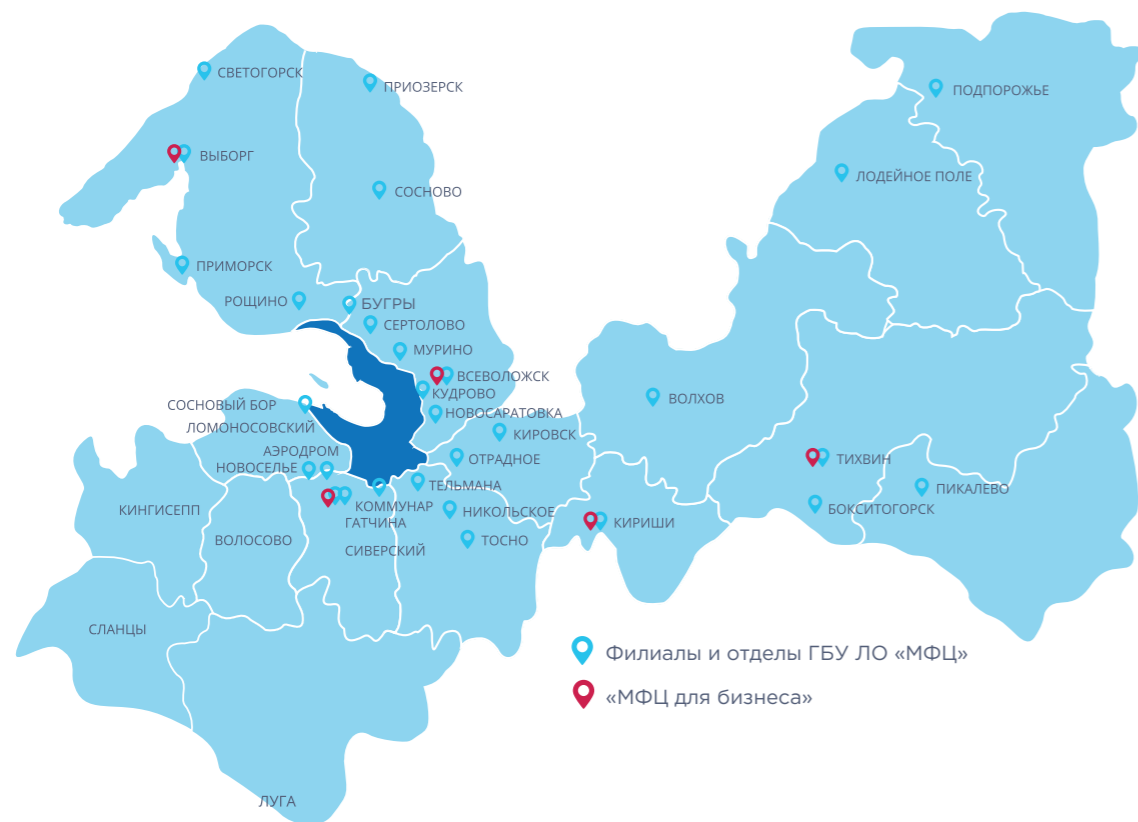 СВЕТОГОРСК
ПРИОЗЕРСК
ПОДПОРОЖЬЕ
ВЫБОРГ
ЛОДЕЙНОЕ ПОЛЕ
СОСНОВО
ПРИМОРСК
РОЩИНО
БУГРЫ
СЕРТОЛОВО
МУРИНО
ВСЕВОЛОЖСК
КУДРОВО
ВОЛХОВ
СОСНОВЫЙ БОР
НОВОСАРАТОВКА
ЛОМОНОСОВСКИЙ
КИРОВСК
АЭРОДРОМ
ОТРАДНОЕ
ТИХВИН
НОВОСЕЛЬЕ
ТЕЛЬМАНА
ПИКАЛЕВО
КИНГИСЕПП
КОММУНАР
НИКОЛЬСКОЕ
БОКСИТОГОРСК
ГАТЧИНА
КИРИШИ
ВОЛОСОВО
ТОСНО
СИВЕРСКИЙ
СЛАНЦЫ
Филиалы и отделы ГБУ ЛО «МФЦ»
«МФЦ для бизнеса»
ЛУГА